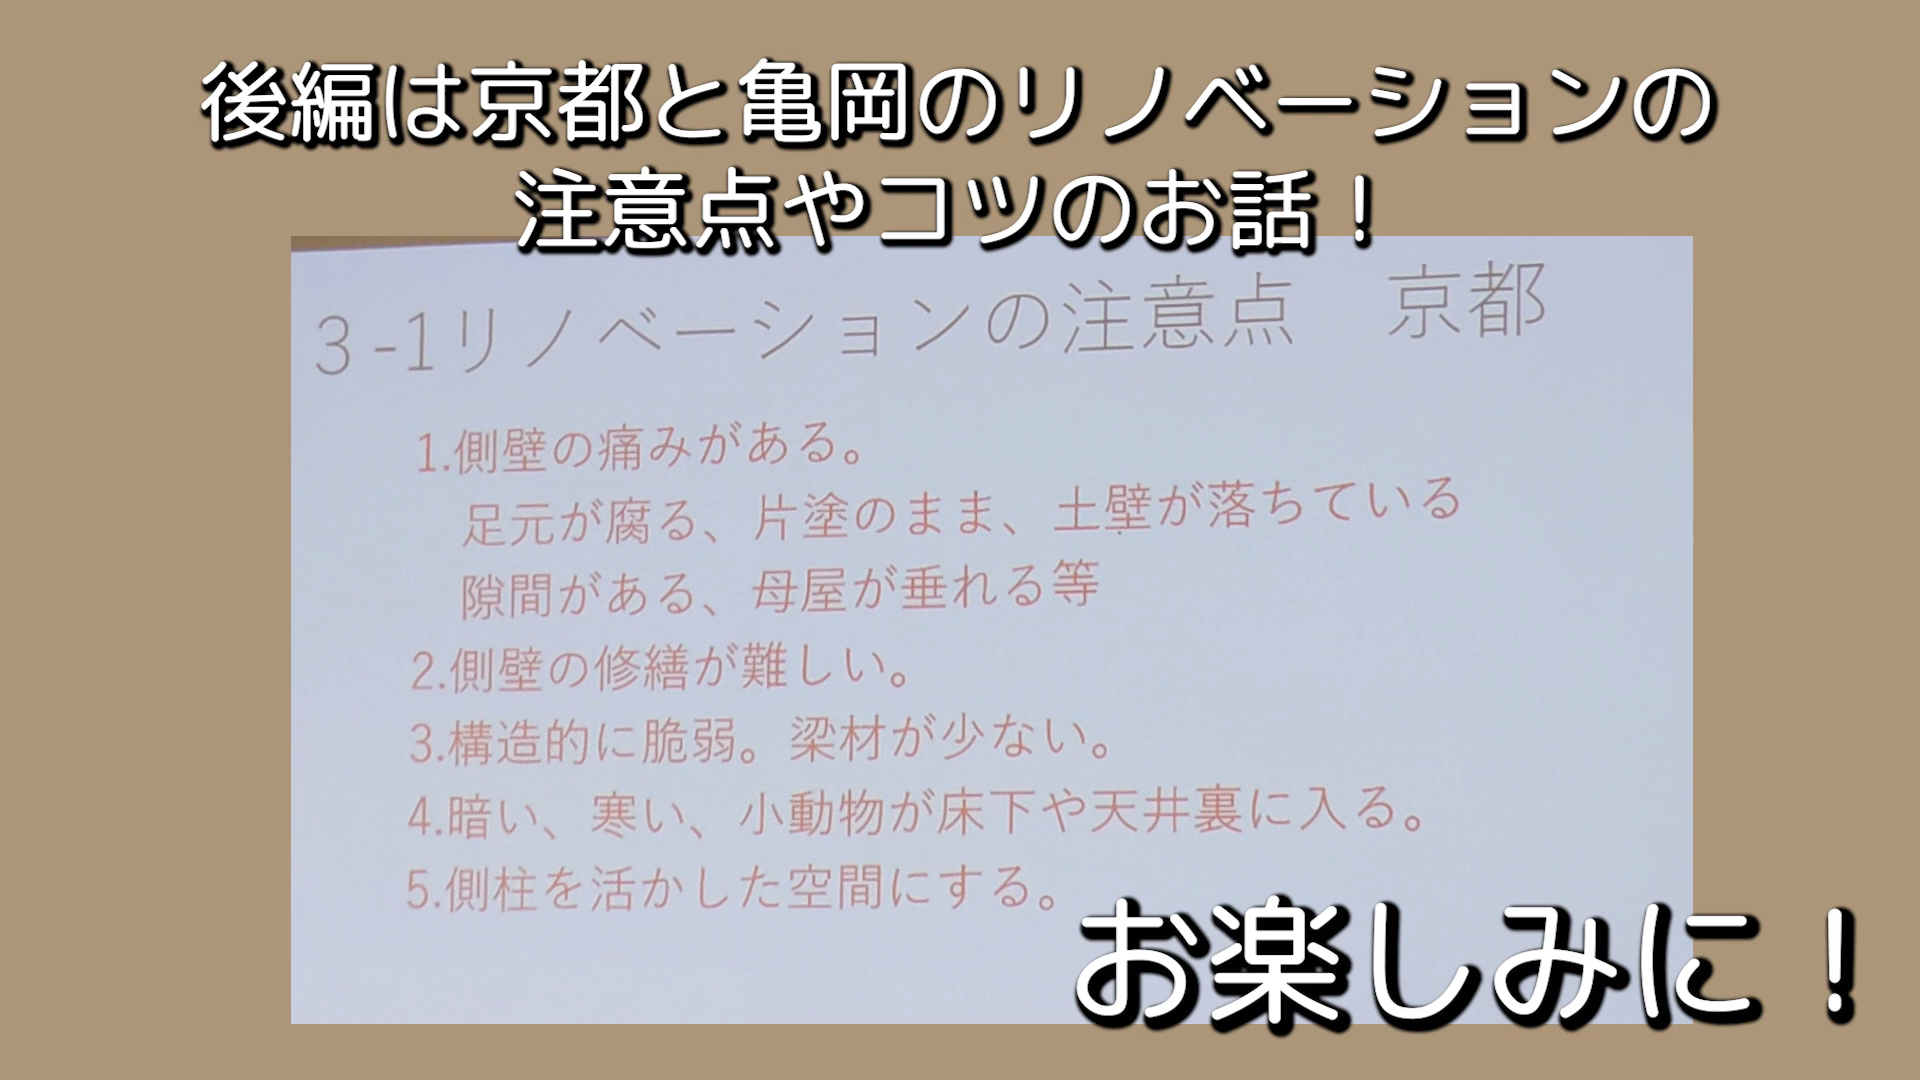 後編は京都と亀岡のリノベーションの
注意点やコツのお話！
3-1リノベーションの注意点　京都
1.側壁の痛みがある。
足元が腐る、片塗のまま、土壁が落ちている
隙間がある、母屋が垂れる等
2.側壁の修繕が難しい。
3.構造的に脆弱。梁材が少ない。
4.暗い、寒い、小動物が床下や天井裏に入る。
5.側柱を活かした空間にする。
お楽しみに！